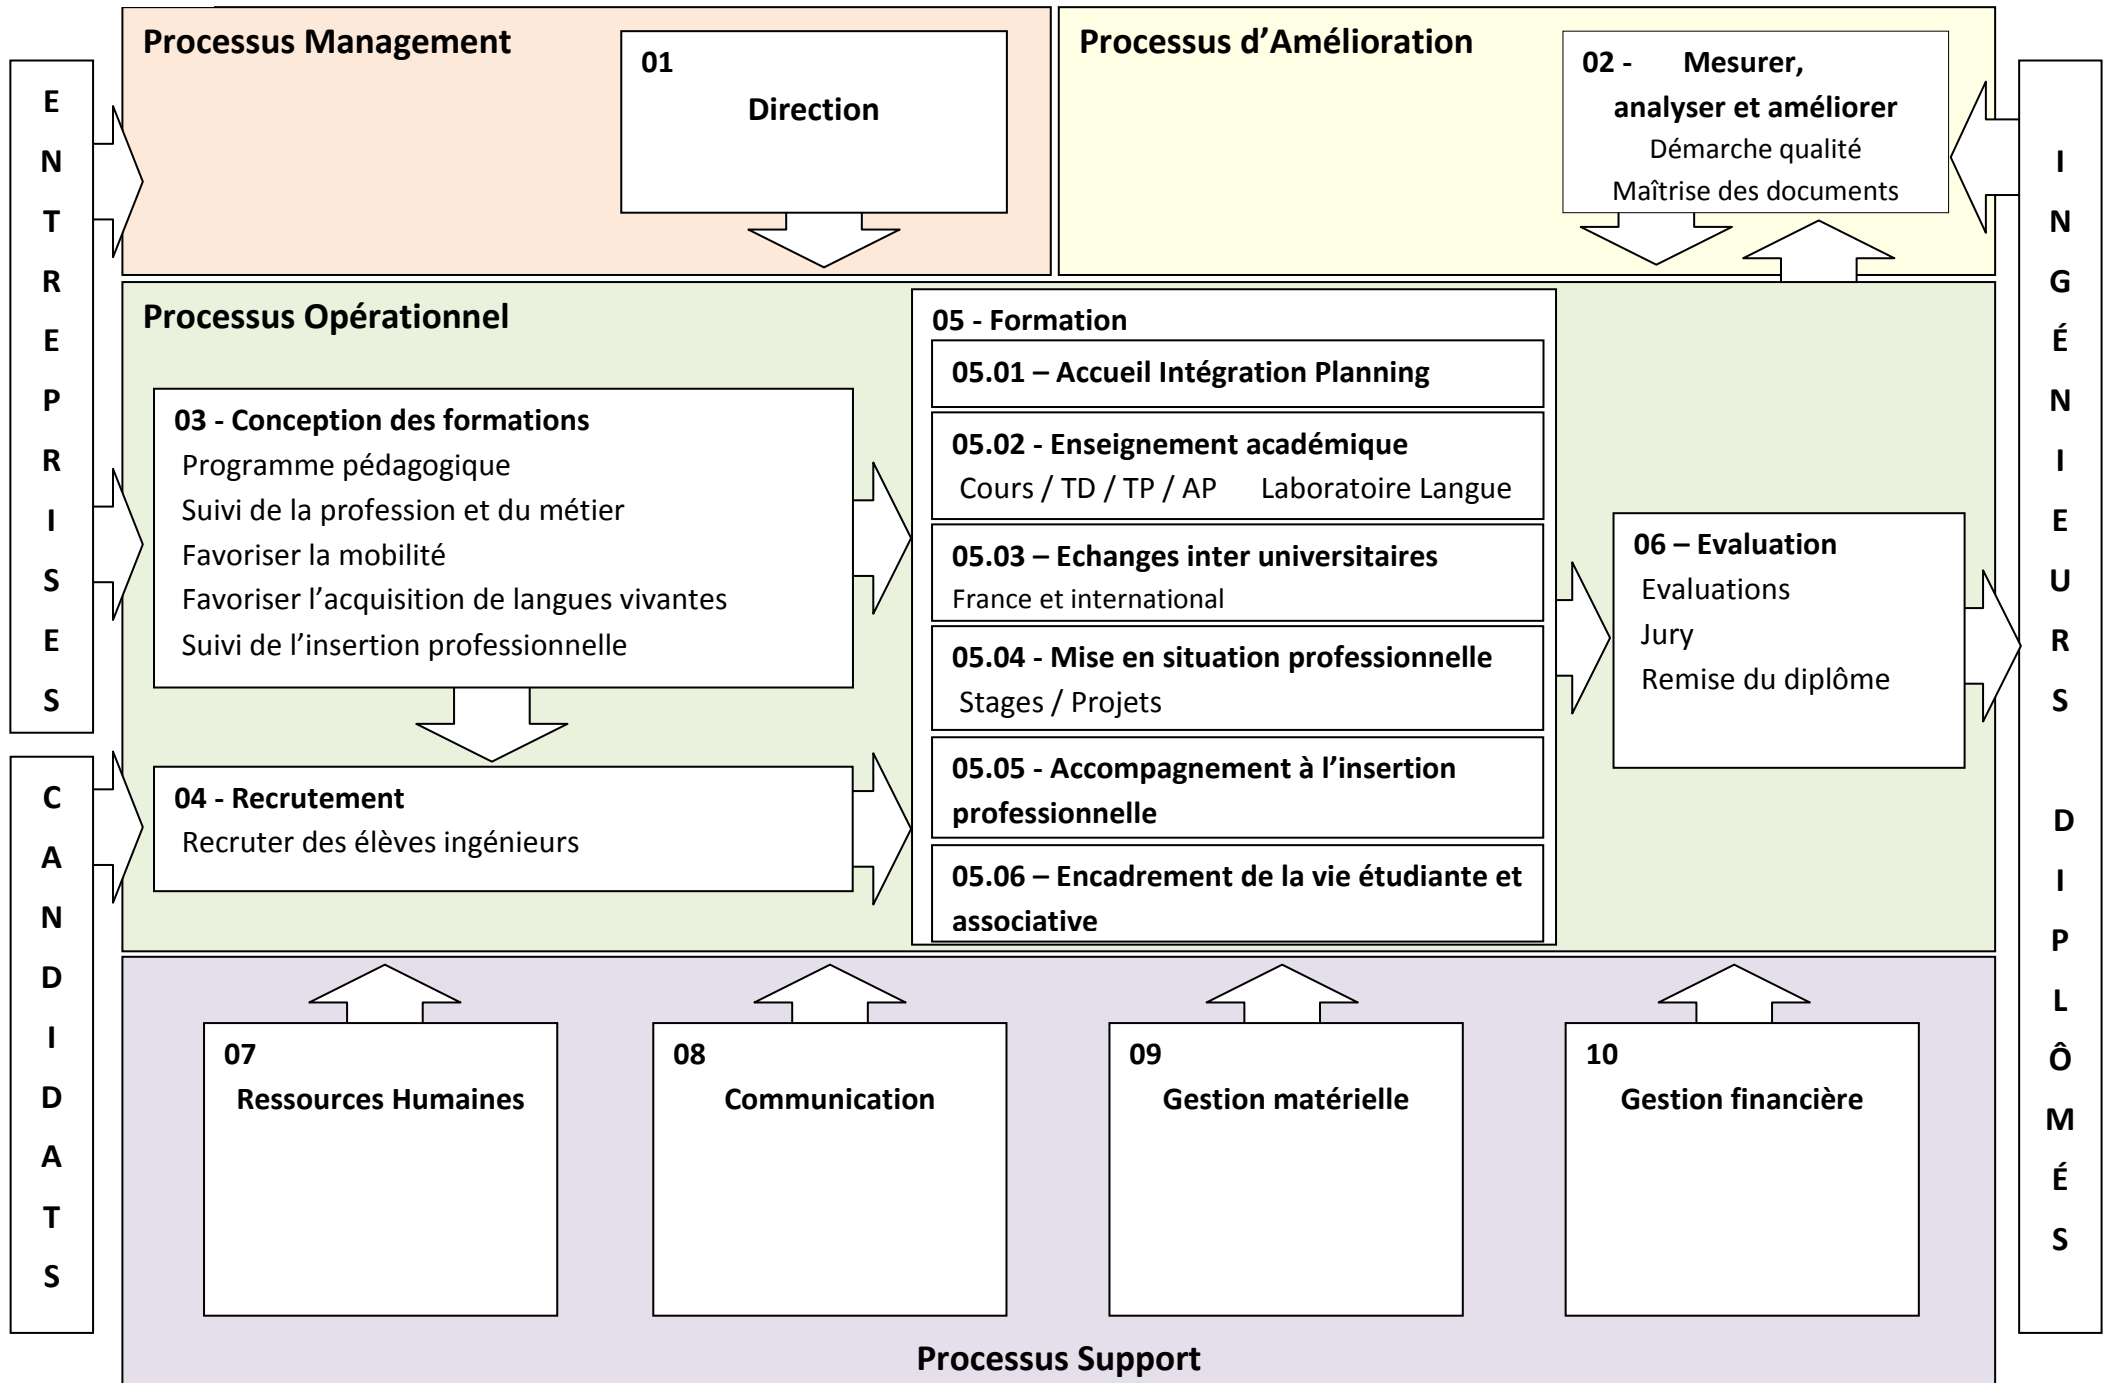 Processus Management
01
Direction
Processus d’Amélioration
02 - Mesurer,
analyser et améliorer
Démarche qualité
Maîtrise des documents
ENTREPRISES
CANDIDATS
Processus Opérationnel
03 - Conception des formations
Programme pédagogique
Suivi de la profession et du métier
Favoriser la mobilité
Favoriser l’acquisition de langues vivantes
Suivi de l’insertion professionnelle
04 - Recrutement
Recruter des élèves ingénieurs
05 - Formation
05.01 – Accueil Intégration Planning
05.02 - Enseignement académique
Cours / TD / TP / AP Laboratoire Langue
05.03 – Echanges inter universitaires
France et international
05.04 - Mise en situation professionnelle
Stages / Projets
05.05 - Accompagnement à l’insertion
professionnelle
05.06 – Encadrement de la vie étudiante et
associative
06 – Evaluation
Evaluations
Jury
Remise du diplôme
INGÉNIEURS DIPLÔMÉS
07
Ressources Humaines
08
Communication
09
Gestion matérielle
10
Gestion financière
Processus Support